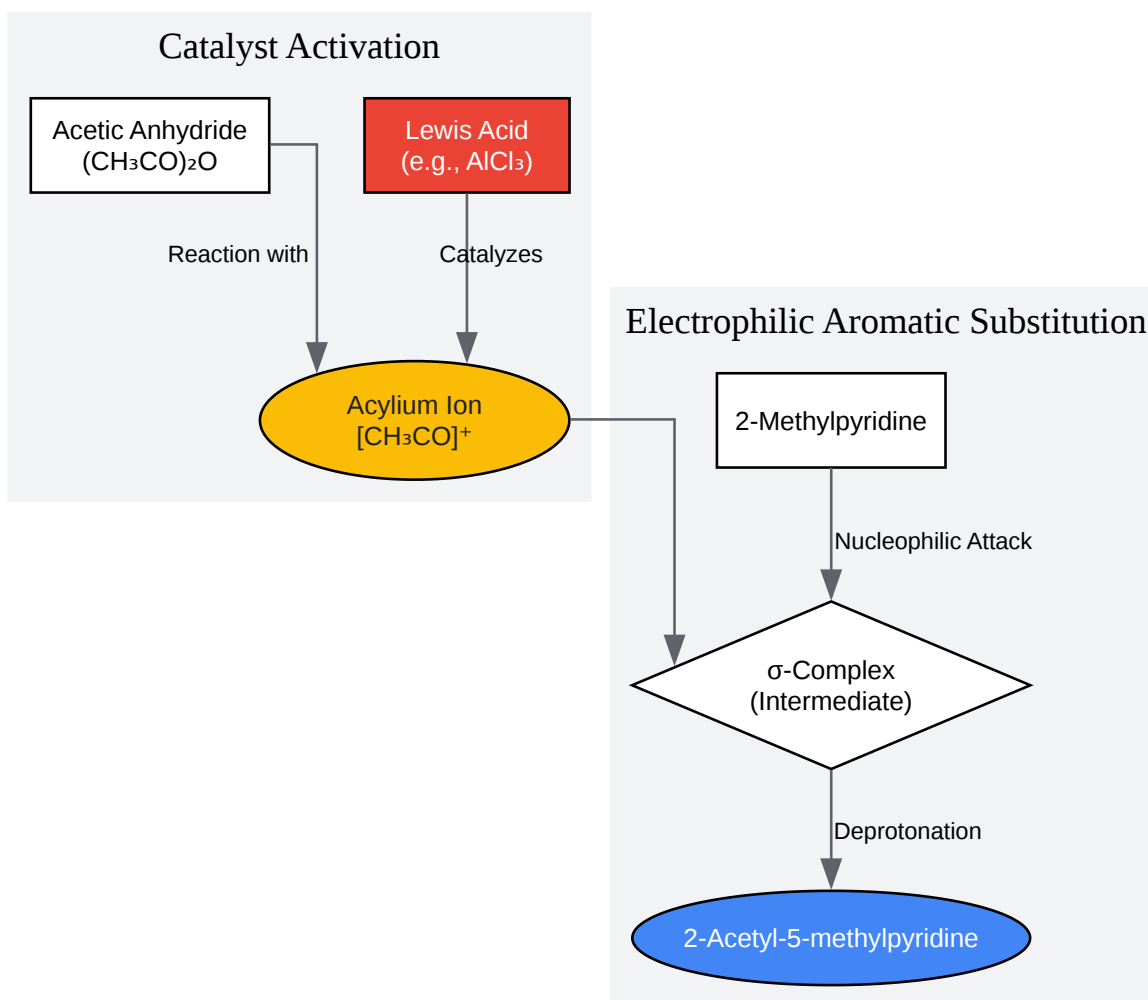 Catalyst Activation
Acetic Anhydride
(CH₃CO)₂O
Lewis Acid
(e.g., AlCl₃)
Reaction with
Catalyzes
Acylium Ion
[CH₃CO]⁺
Electrophilic Aromatic Substitution
2-Methylpyridine
Nucleophilic Attack
σ-Complex
(Intermediate)
Deprotonation
2-Acetyl-5-methylpyridine